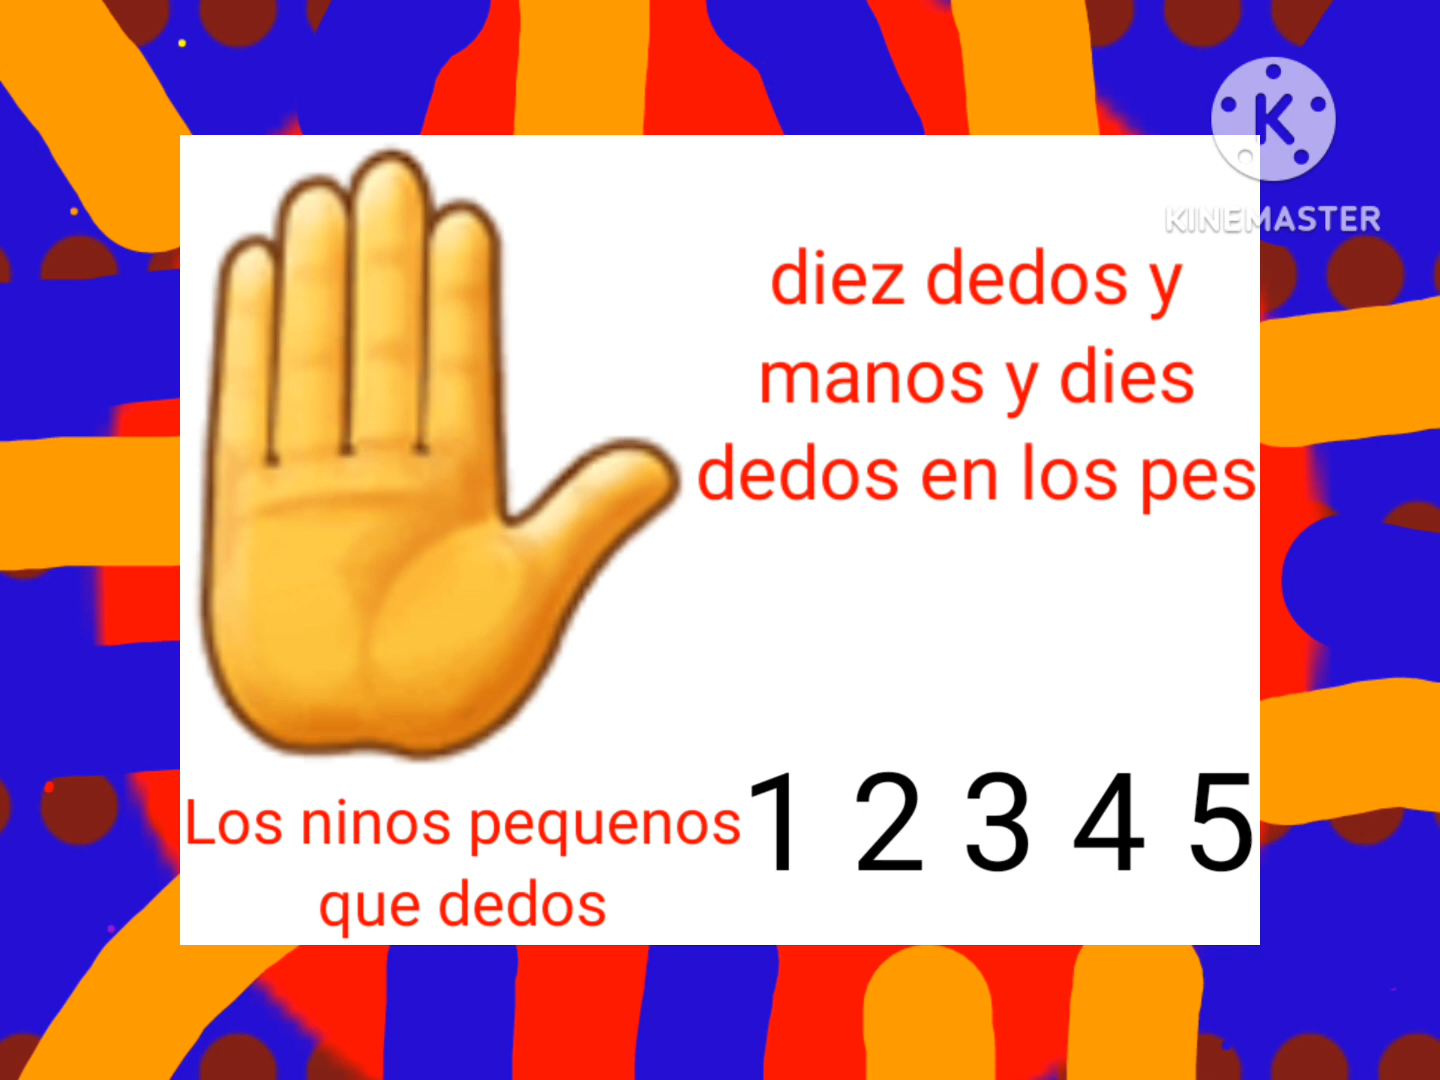 K
KINEMASTER
diez dedos y
manos y dies
dedos en los pes
1 2 3 4 5
Los ninos pequenos
que dedos